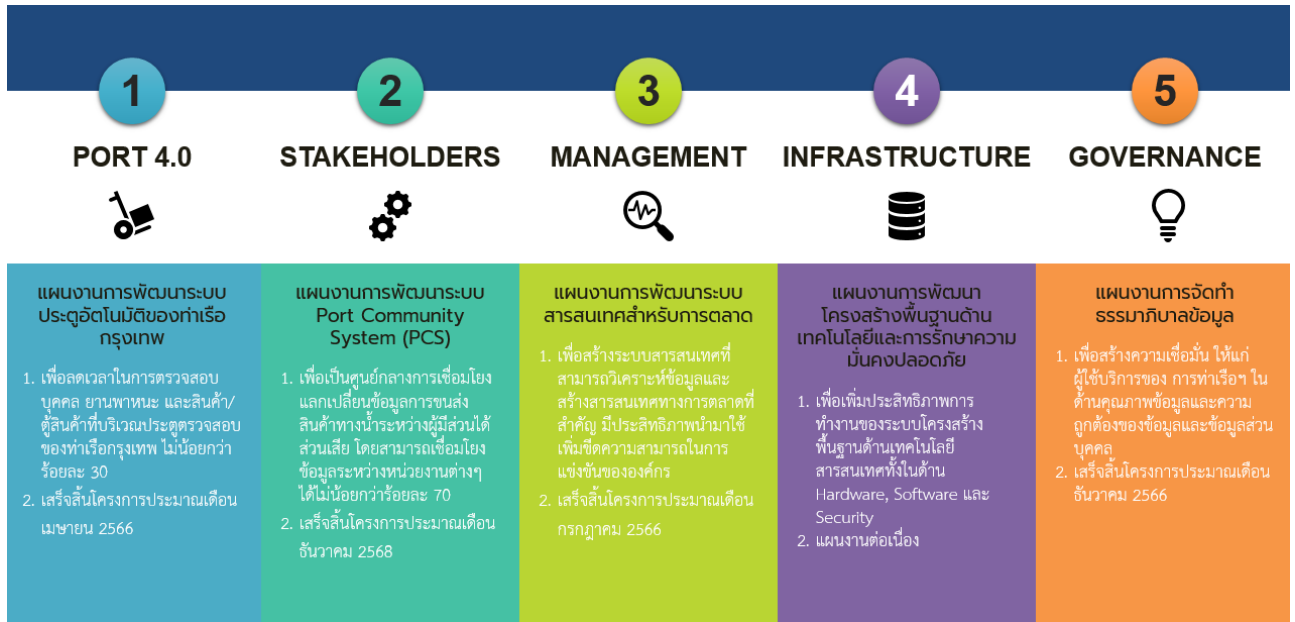 1
PORT 4.0
แผนงานการพัฒนาระบบ
ประตูอัตโนมัติของท่าเรือ
กรุงเทพ
1. เพื่อลดเวลาในการตรวจสอบ
บุคคล ยานพาหนะ และสินค้า/
ตู้สินค้าที่บริเวณประตูตรวจสอบ
ของท่าเรือกรุงเทพ ไม่น้อยกว่า
ร้อยละ 30
2. เสร็จสิ้นโครงการประมาณเดือน
เมษายน 2566
2
STAKEHOLDERS
แผนงานการพัฒนาระบบ
Port Community
System (PCS)
1. เพื่อเป็นศูนย์กลางการเชื่อมโยง
แลกเปลี่ยนข้อมูลการขนส่ง
สินค้าทางน้ำระหว่างผู้มีส่วนได้
ส่วนเสีย โดยสามารถเชื่อมโยง
ข้อมูลระหว่างหน่วยงานต่างๆ
ได้ไม่น้อยกว่าร้อยละ 70
2. เสร็จสิ้นโครงการประมาณเดือน
ธันวาคม 2568
3
MANAGEMENT
แผนงานการพัฒนาระบบ
สารสนเทศสำหรับการตลาด
1. เพื่อสร้างระบบสารสนเทศที่
สามารถวิเคราะห์ข้อมูลและ
สร้างสารสนเทศทางการตลาดที่
สำคัญ มีประสิทธิภาพนำมาใช้
เพิ่มขีดความสามารถในการ
แข่งขันขององค์กร
2. เสร็จสิ้นโครงการประมาณเดือน
กรกฎาคม 2566
4
INFRASTRUCTURE
แผนงานการพัฒนา
โครงสร้างพื้นฐานด้าน
เทคโนโลยีและการรักษาความ
มั่นคงปลอดภัย
1. เพื่อเพิ่มประสิทธิภาพการ
ทำงานของระบบโครงสร้าง
พื้นฐานด้านเทคโนโลยี
สารสนเทศทั้งในด้าน
Hardware, Software และ
Security
2. แผนงานต่อเนื่อง
5
GOVERNANCE
แผนงานการจัดทำ
ธรรมาภิบาลข้อมูล
1. เพื่อสร้างความเชื่อมั่น ให้แก่
ผู้ใช้บริการของ การท่าเรือฯ ใน
ด้านคุณภาพข้อมูลและความ
ถูกต้องของข้อมูลและข้อมูลส่วน
บุคคล
2. เสร็จสิ้นโครงการประมาณเดือน
ธันวาคม 2566